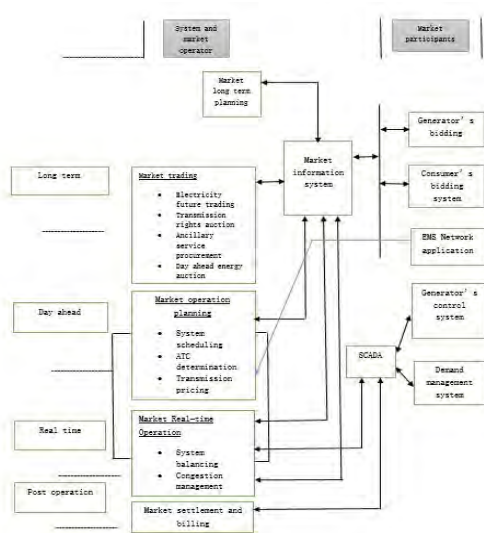 System and
market
operator
Market
participants
Market
long term
planning
Market
information
system
Generator's
bidding
Consumer's
bidding
system
EMS Network
application
Long term
Market trading
• Electricity
future trading
• Transmission
rights auction
• Ancillary
service
procurement
• Day ahead energy
auction
Day ahead
Market operation
planning
• System
scheduling
• ATC
determination
• Transmission
pricing
Generator's
control
system
SCADA
Demand
management
system
Real time
Market Real-time
Operation
• System
balancing
• Congestion
management
Post operation
Market settlement and
billing